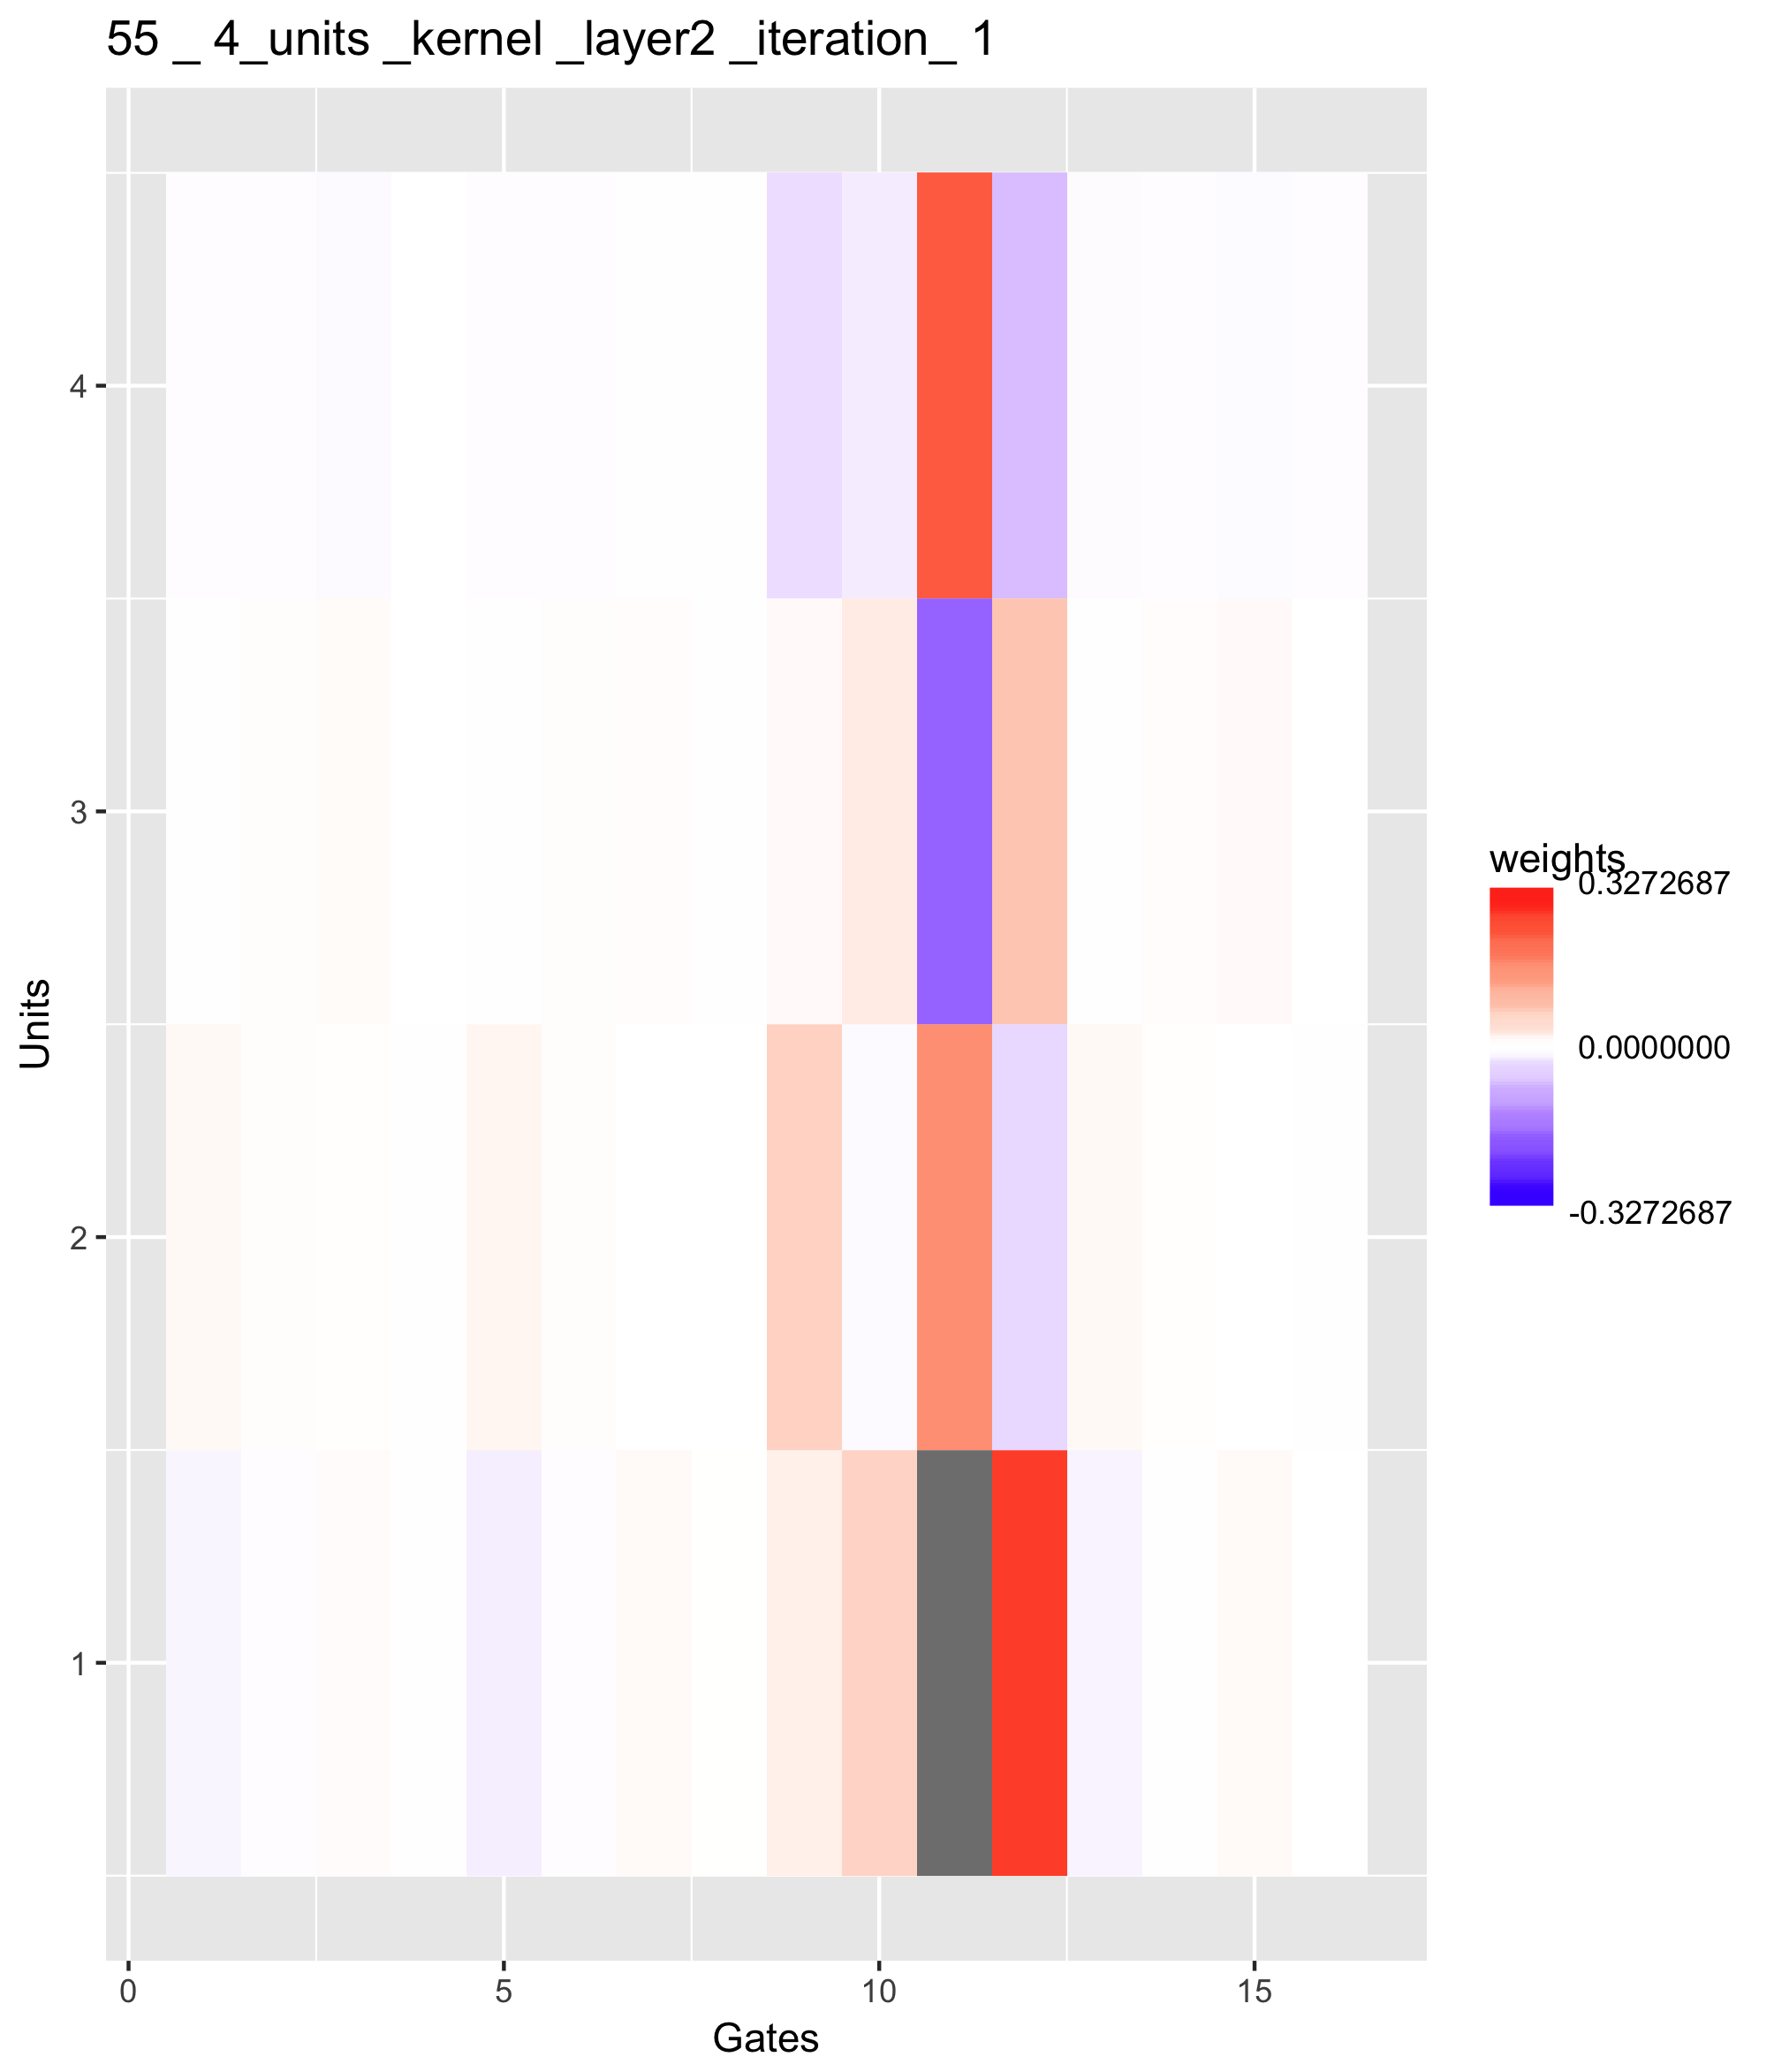 55 _ 4_units _kernel _layer2 _iteration_ 1
4
3
2
1
Units
0 5 10 15
Gates
weights
0.3272687
0.0000000
-0.3272687